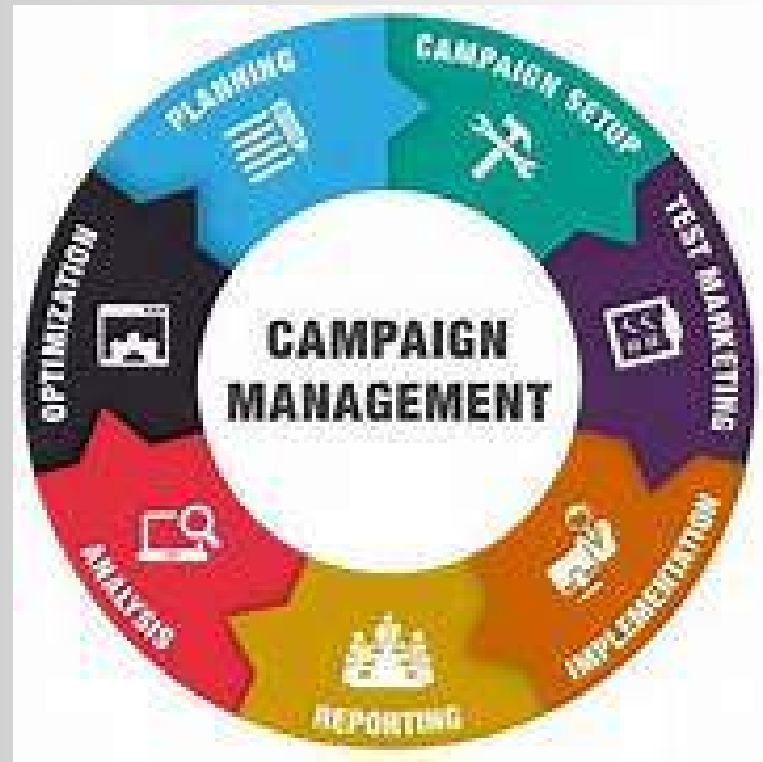 PLANNING
CAMPAIGN SETUP
TEST MARKETING
IMPLEMENTATION
REPORTING
ANALYSIS
OPTIMIZATION
CAMPAIGN
MANAGEMENT